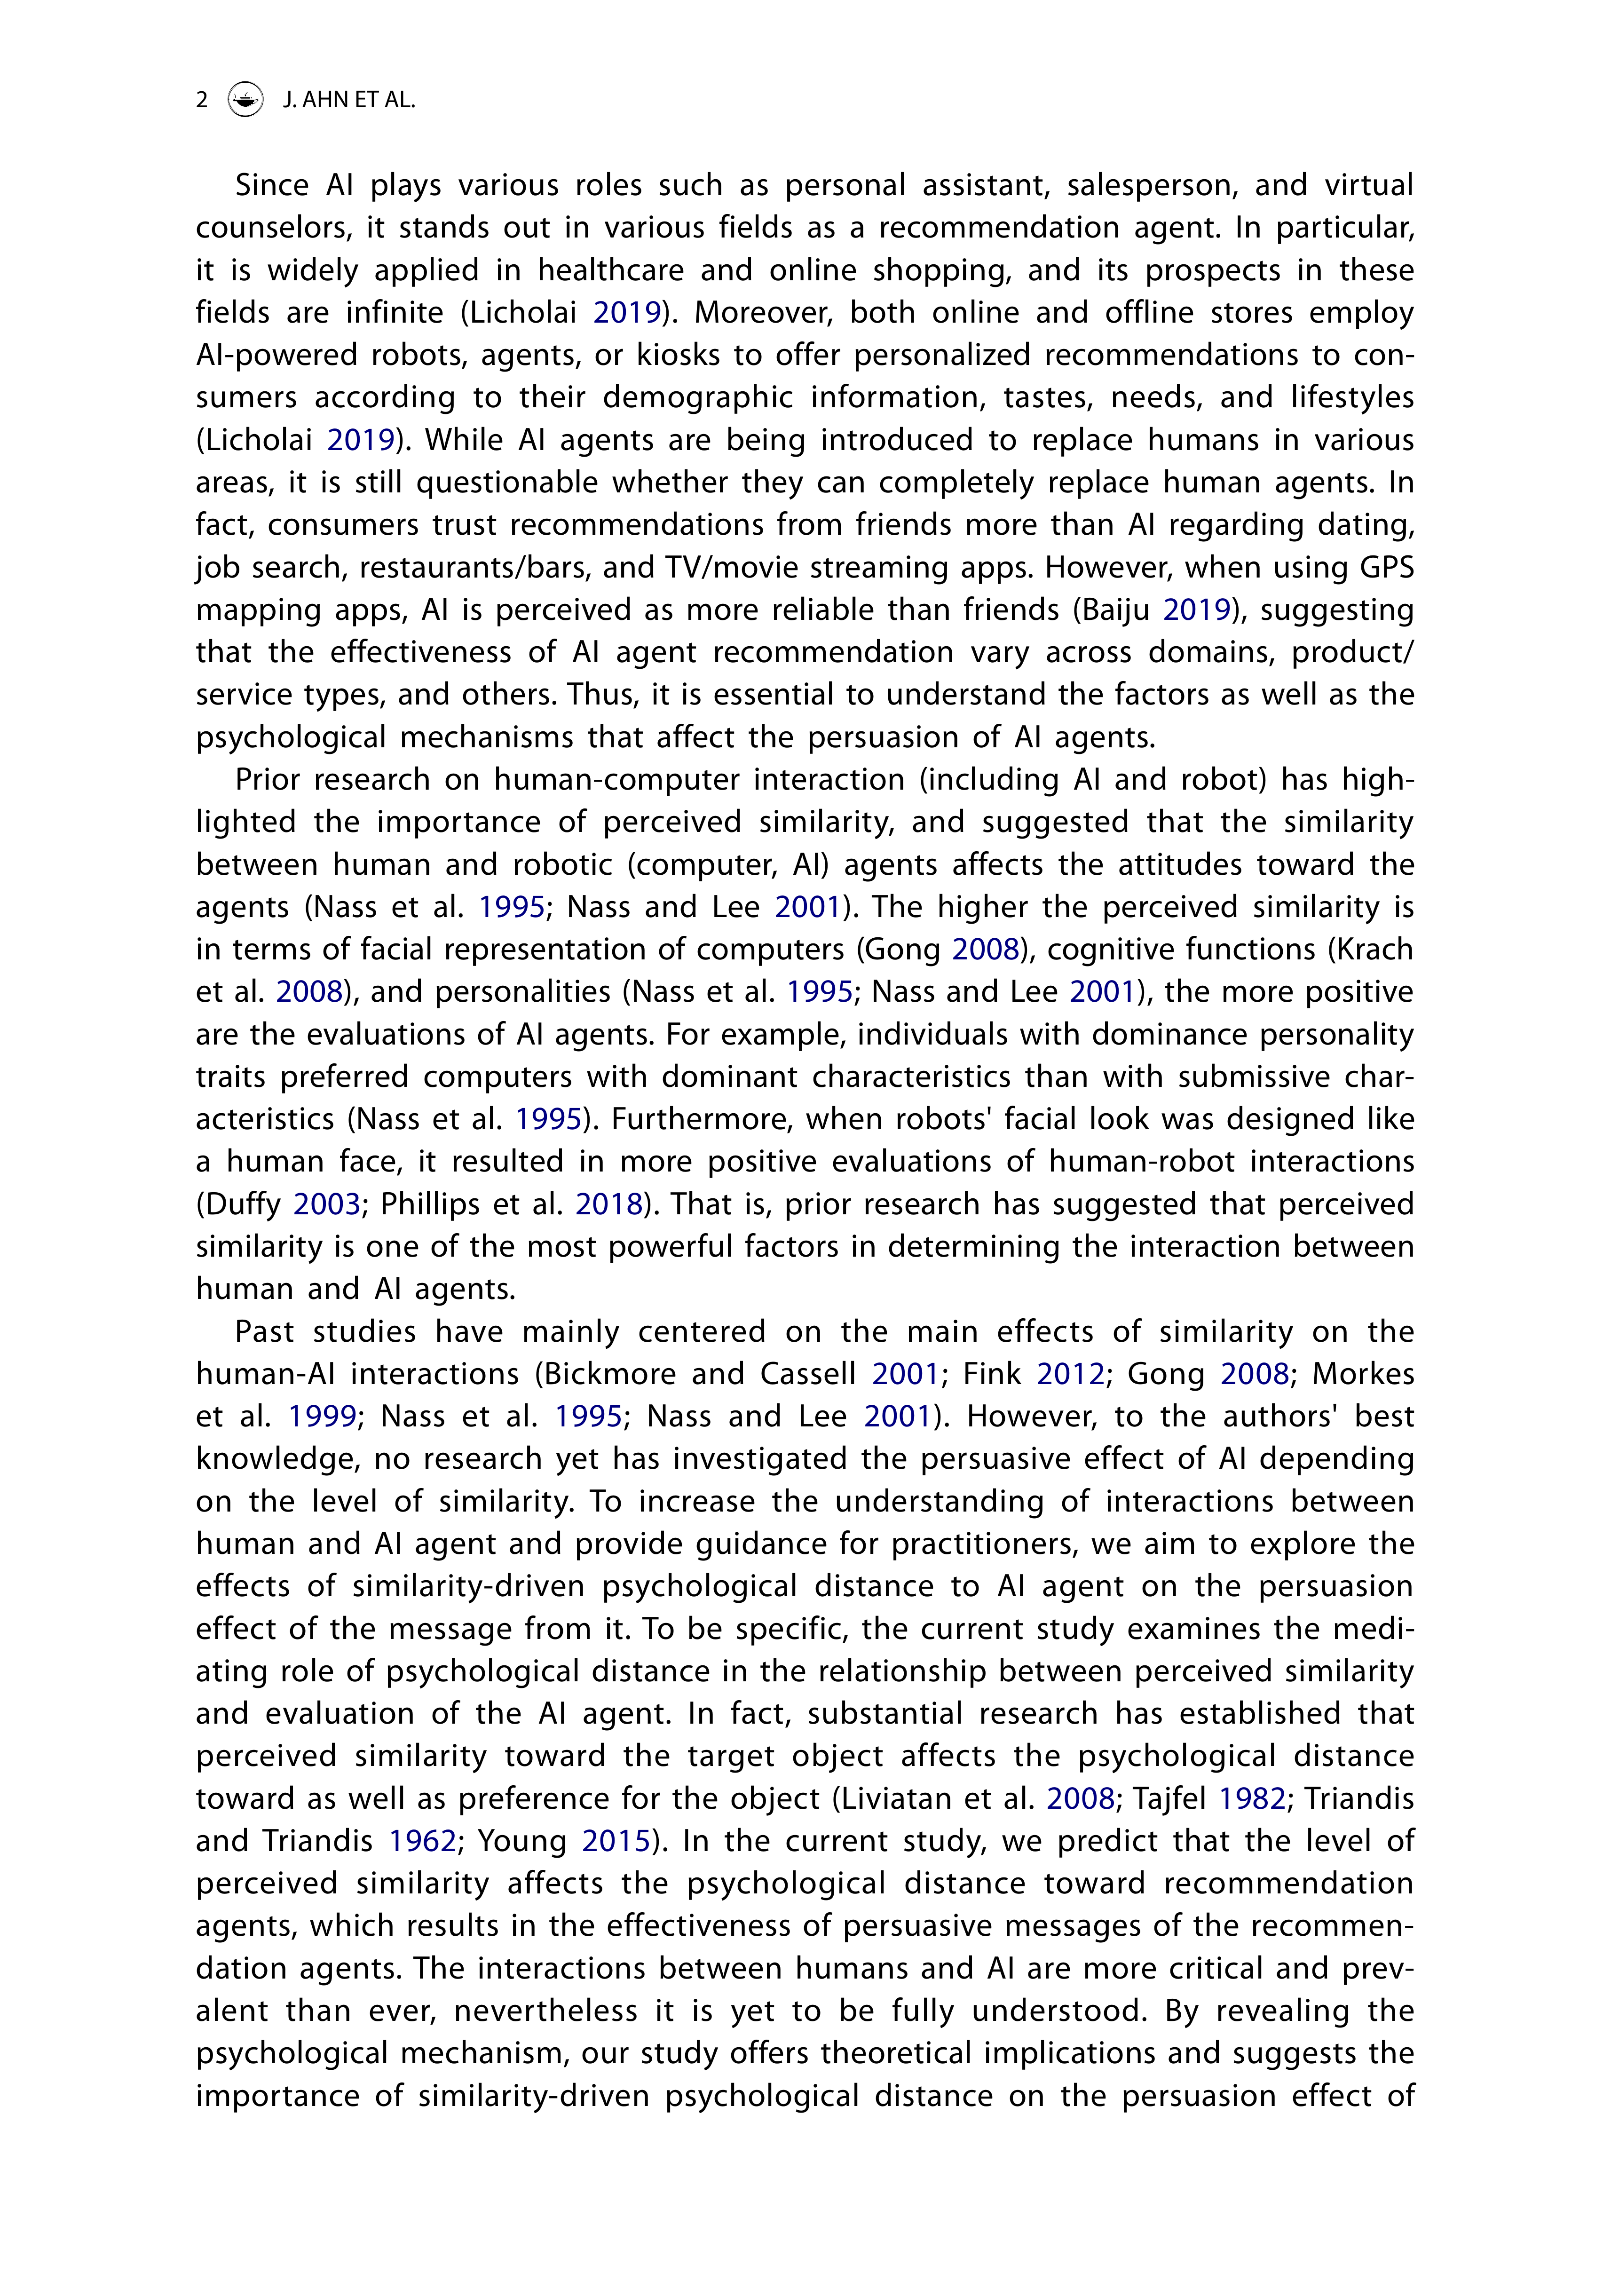 2 J. AHN ET AL.
Since AI plays various roles such as personal assistant, salesperson, and virtual
counselors, it stands out in various fields as a recommendation agent. In particular,
it is widely applied in healthcare and online shopping, and its prospects in these
fields are infinite (Licholai 2019). Moreover, both online and offline stores employ
AI-powered robots, agents, or kiosks to offer personalized recommendations to con-
sumers according to their demographic information, tastes, needs, and lifestyles
(Licholai 2019). While AI agents are being introduced to replace humans in various
areas, it is still questionable whether they can completely replace human agents. In
fact, consumers trust recommendations from friends more than AI regarding dating,
job search, restaurants/bars, and TV/movie streaming apps. However, when using GPS
mapping apps, AI is perceived as more reliable than friends (Baiju 2019), suggesting
that the effectiveness of AI agent recommendation vary across domains, product/
service types, and others. Thus, it is essential to understand the factors as well as the
psychological mechanisms that affect the persuasion of AI agents.
Prior research on human-computer interaction (including AI and robot) has high-
lighted the importance of perceived similarity, and suggested that the similarity
between human and robotic (computer, AI) agents affects the attitudes toward the
agents (Nass et al. 1995; Nass and Lee 2001). The higher the perceived similarity is
in terms of facial representation of computers (Gong 2008), cognitive functions (Krach
et al. 2008), and personalities (Nass et al. 1995; Nass and Lee 2001), the more positive
are the evaluations of AI agents. For example, individuals with dominance personality
traits preferred computers with dominant characteristics than with submissive char-
acteristics (Nass et al. 1995). Furthermore, when robots' facial look was designed like
a human face, it resulted in more positive evaluations of human-robot interactions
(Duffy 2003; Phillips et al. 2018). That is, prior research has suggested that perceived
similarity is one of the most powerful factors in determining the interaction between
human and AI agents.
Past studies have mainly centered on the main effects of similarity on the
human-AI interactions (Bickmore and Cassell 2001; Fink 2012; Gong 2008; Morkes
et al. 1999; Nass et al. 1995; Nass and Lee 2001). However, to the authors' best
knowledge, no research yet has investigated the persuasive effect of AI depending
on the level of similarity. To increase the understanding of interactions between
human and AI agent and provide guidance for practitioners, we aim to explore the
effects of similarity-driven psychological distance to AI agent on the persuasion
effect of the message from it. To be specific, the current study examines the medi-
ating role of psychological distance in the relationship between perceived similarity
and evaluation of the AI agent. In fact, substantial research has established that
perceived similarity toward the target object affects the psychological distance
toward as well as preference for the object (Liviatan et al. 2008; Tajfel 1982; Triandis
and Triandis 1962; Young 2015). In the current study, we predict that the level of
perceived similarity affects the psychological distance toward recommendation
agents, which results in the effectiveness of persuasive messages of the recommen-
dation agents. The interactions between humans and AI are more critical and prev-
alent than ever, nevertheless it is yet to be fully understood. By revealing the
psychological mechanism, our study offers theoretical implications and suggests the
importance of similarity-driven psychological distance on the persuasion effect of